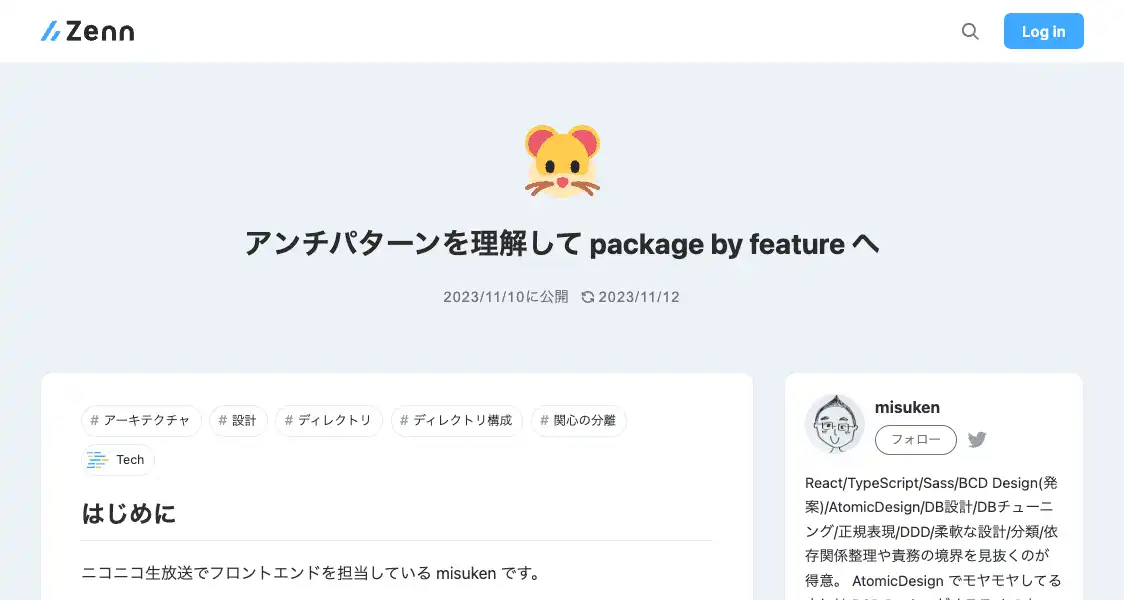 Zenn
Log in
アンチパターンを理解して package by feature へ
2023/11/10に公開 2023/11/12
# アーキテクチャ # 設計 # ディレクトリ # ディレクトリ構成 # 関心の分離
Tech
はじめに
ニコニコ生放送でフロントエンドを担当している misuken です。
misuken
フォロー
React/TypeScript/Sass/BCD Design(発
案)/AtomicDesign/DB設計/DBチューニ
ング/正規表現/DDD/柔軟な設計/分類/依
存関係整理や責務の境界を見抜くのが
得意。 AtomicDesign でモヤモヤしてる